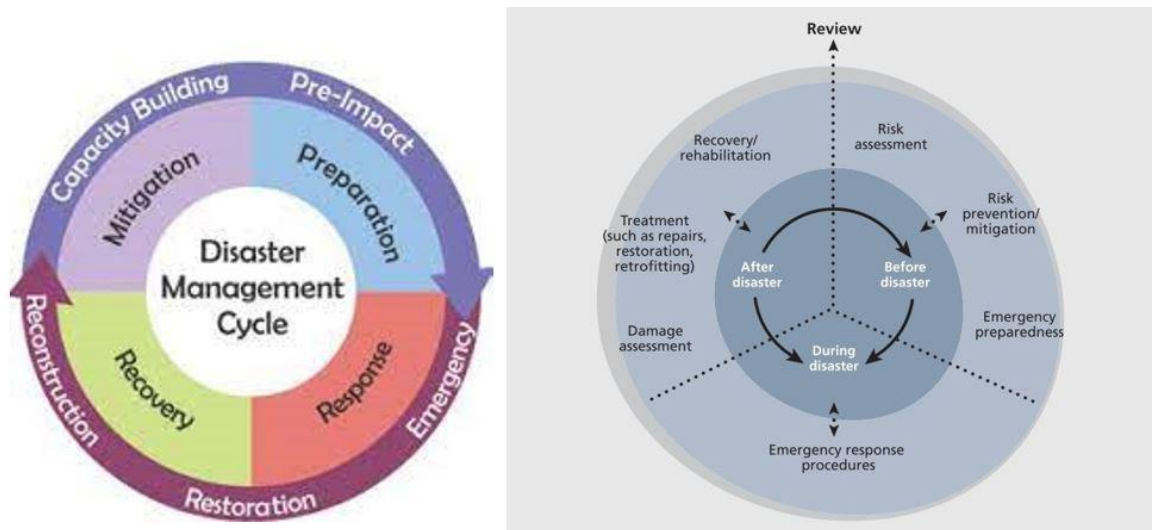 Capacity Building
Pre-Impact
Mitigation
Preparation
Disaster
Management
Cycle
Recovery
Response
Reconstruction
Restoration
Emergency
Review
Recovery/
rehabilitation
Risk
assessment
Treatment
(such as repairs,
restoration,
retrofitting)
Risk
prevention/
mitigation
After
disaster
Before
disaster
Damage
assessment
Emergency
preparedness
During
disaster
Emergency response
procedures